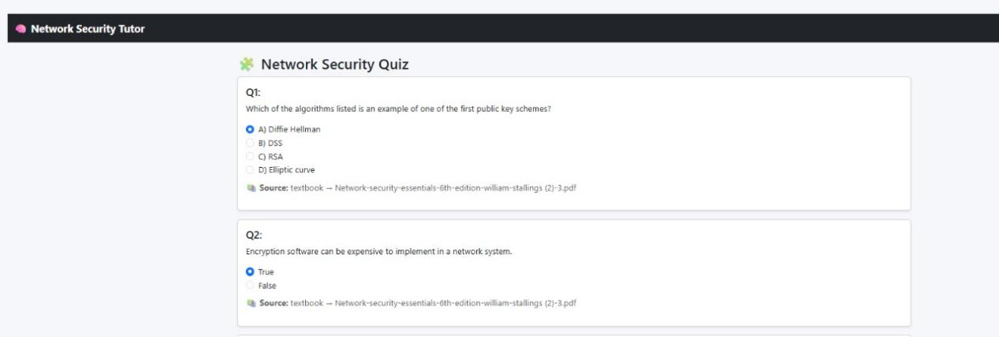 Network Security Tutor
Network Security Quiz
Q1:
Which of the algorithms listed is an example of one of the first public key schemes?
A) Diffie Hellman
B) DSS
C) RSA
D) Elliptic curve
Source: textbook → Network-security-essentials-6th-edition-william-stallings (2)-3.pdf
Q2:
Encryption software can be expensive to implement in a network system.
True
False
Source: textbook → Network-security-essentials-6th-edition-william-stallings (2)-3.pdf